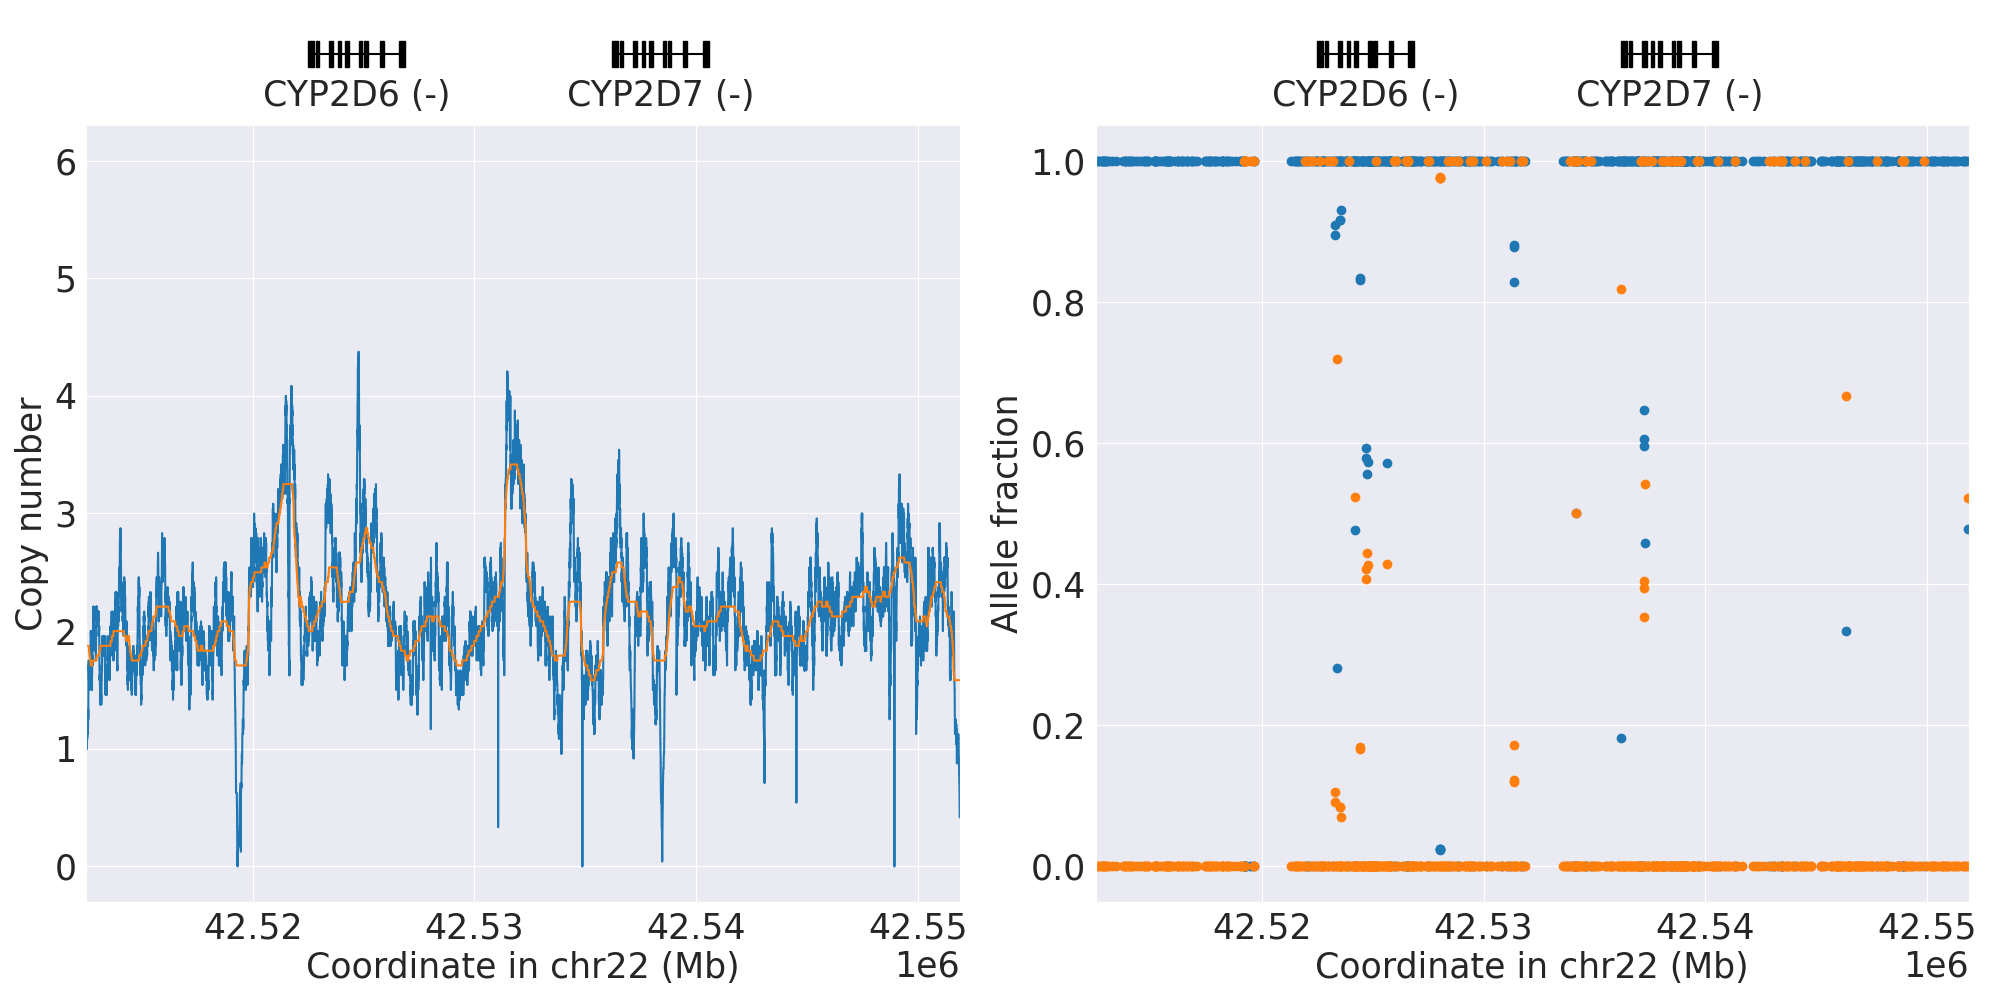 CYP2D6 (-) CYP2D7 (-)
6
5
4
3
2
1
0
Copy number
42.52 42.53 42.54 42.55
Coordinate in chr22 (Mb) 1e6
CYP2D6 (-) CYP2D7 (-)
1.0
0.8
0.6
0.4
0.2
0.0
Allele fraction
42.52 42.53 42.54 42.55
Coordinate in chr22 (Mb) 1e6